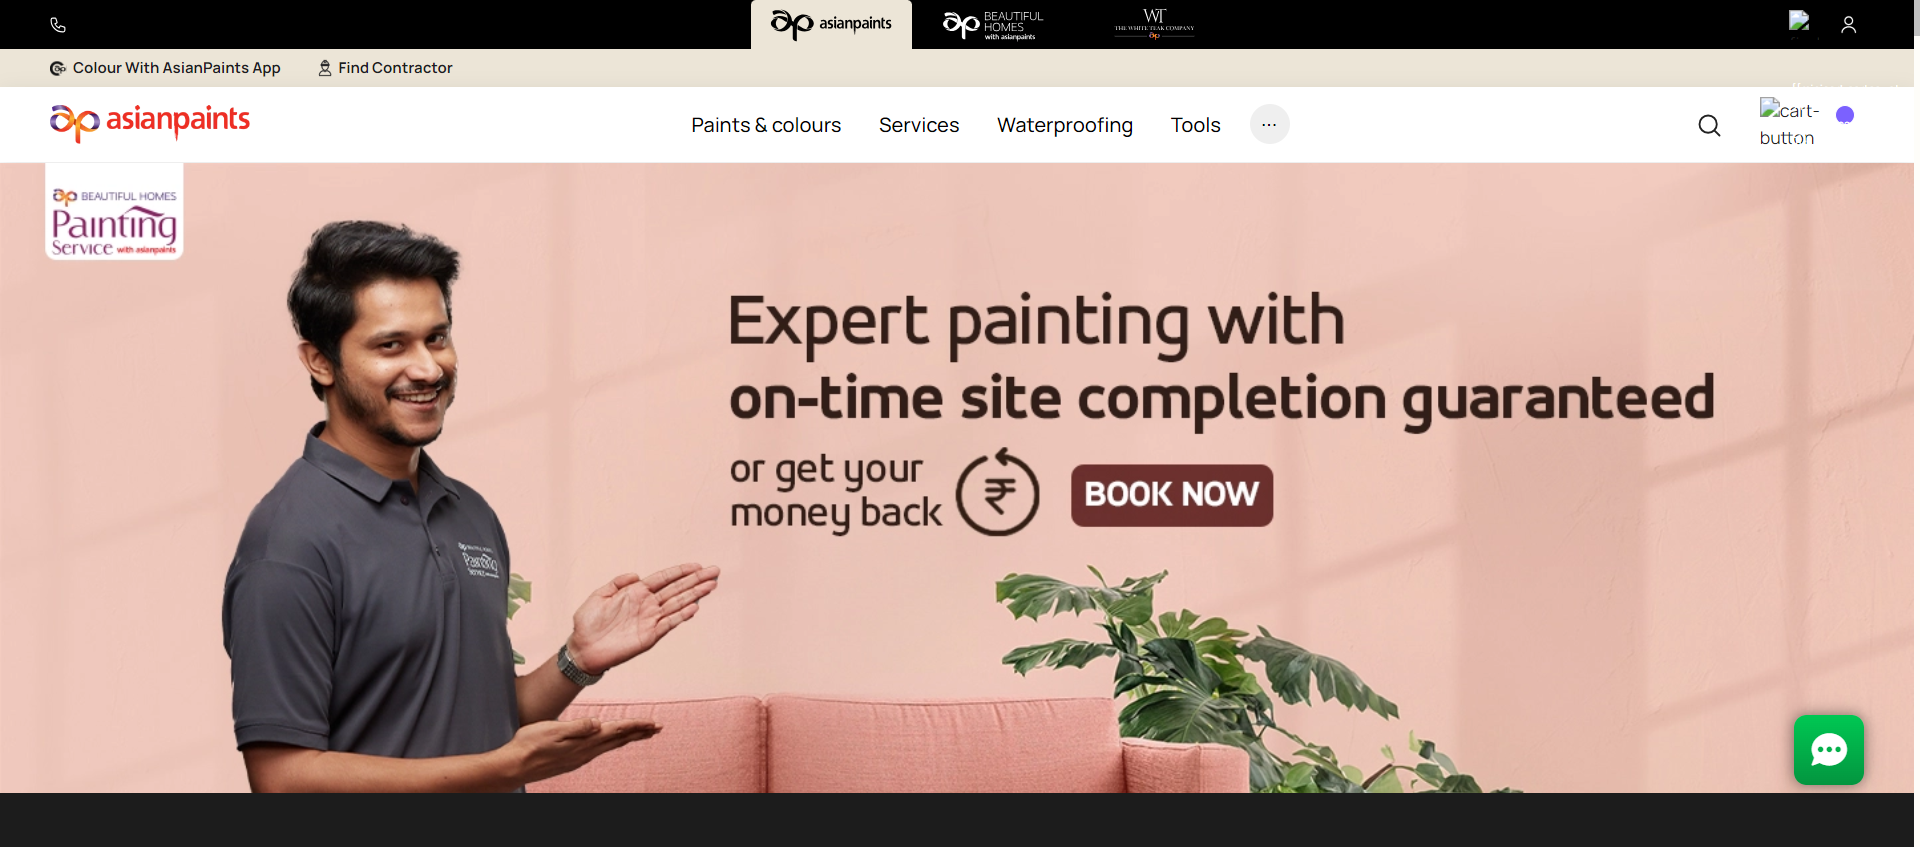 asianpaints
BEAUTIFUL
HOMES
with asianpaints
WT
THE WHITE TEAK COMPANY
Colour With AsianPaints App
Find Contractor
asianpaints
Paints & colours
Services
Waterproofing
Tools
...
cart-
button
BEAUTIFUL HOMES
Painting
Service with asianpaints
Expert painting with
on-time site completion guaranteed
or get your
money back
₹
BOOK NOW
Painting
Service